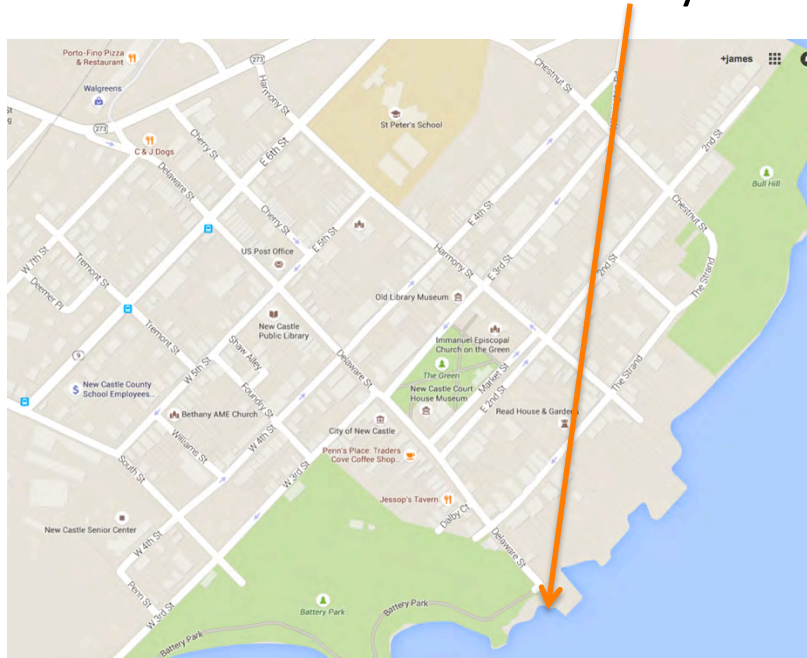 Porto-Fino Pizza
& Restaurant
Walgreens
273
+james
Harmony St
Chestnut St
St Peter's School
273
C & J Dogs
Cherry St
E 6th St
2nd St
Bull Hill
Delaware St
Cherry St
E 5th St
E 4th St
Chestnut St
US Post Office
Harmony St
E 3rd St
2nd St
The Strand
W 7th St
Tremont St
Deemer Pl
Old Library Museum
New Castle
Public Library
Immanuel Episcopal
Church on the Green
Tremont St
Shaw Alley
Delaware St
The Green
Market St
E 2nd St
The Strand
9
W 5th St
Foundry St
New Castle Court
House Museum
New Castle County
School Employees...
Bethany AME Church
Read House & Gardens
City of New Castle
W 4th St
Williams St
Penn's Place: Traders
Cove Coffee Shop...
South St
W 3rd St
Jessop's Tavern
Dalby Ct
New Castle Senior Center
Delaware St
W 4th St
Penn St
W 3rd St
Battery Park
Battery Park
Battery Park